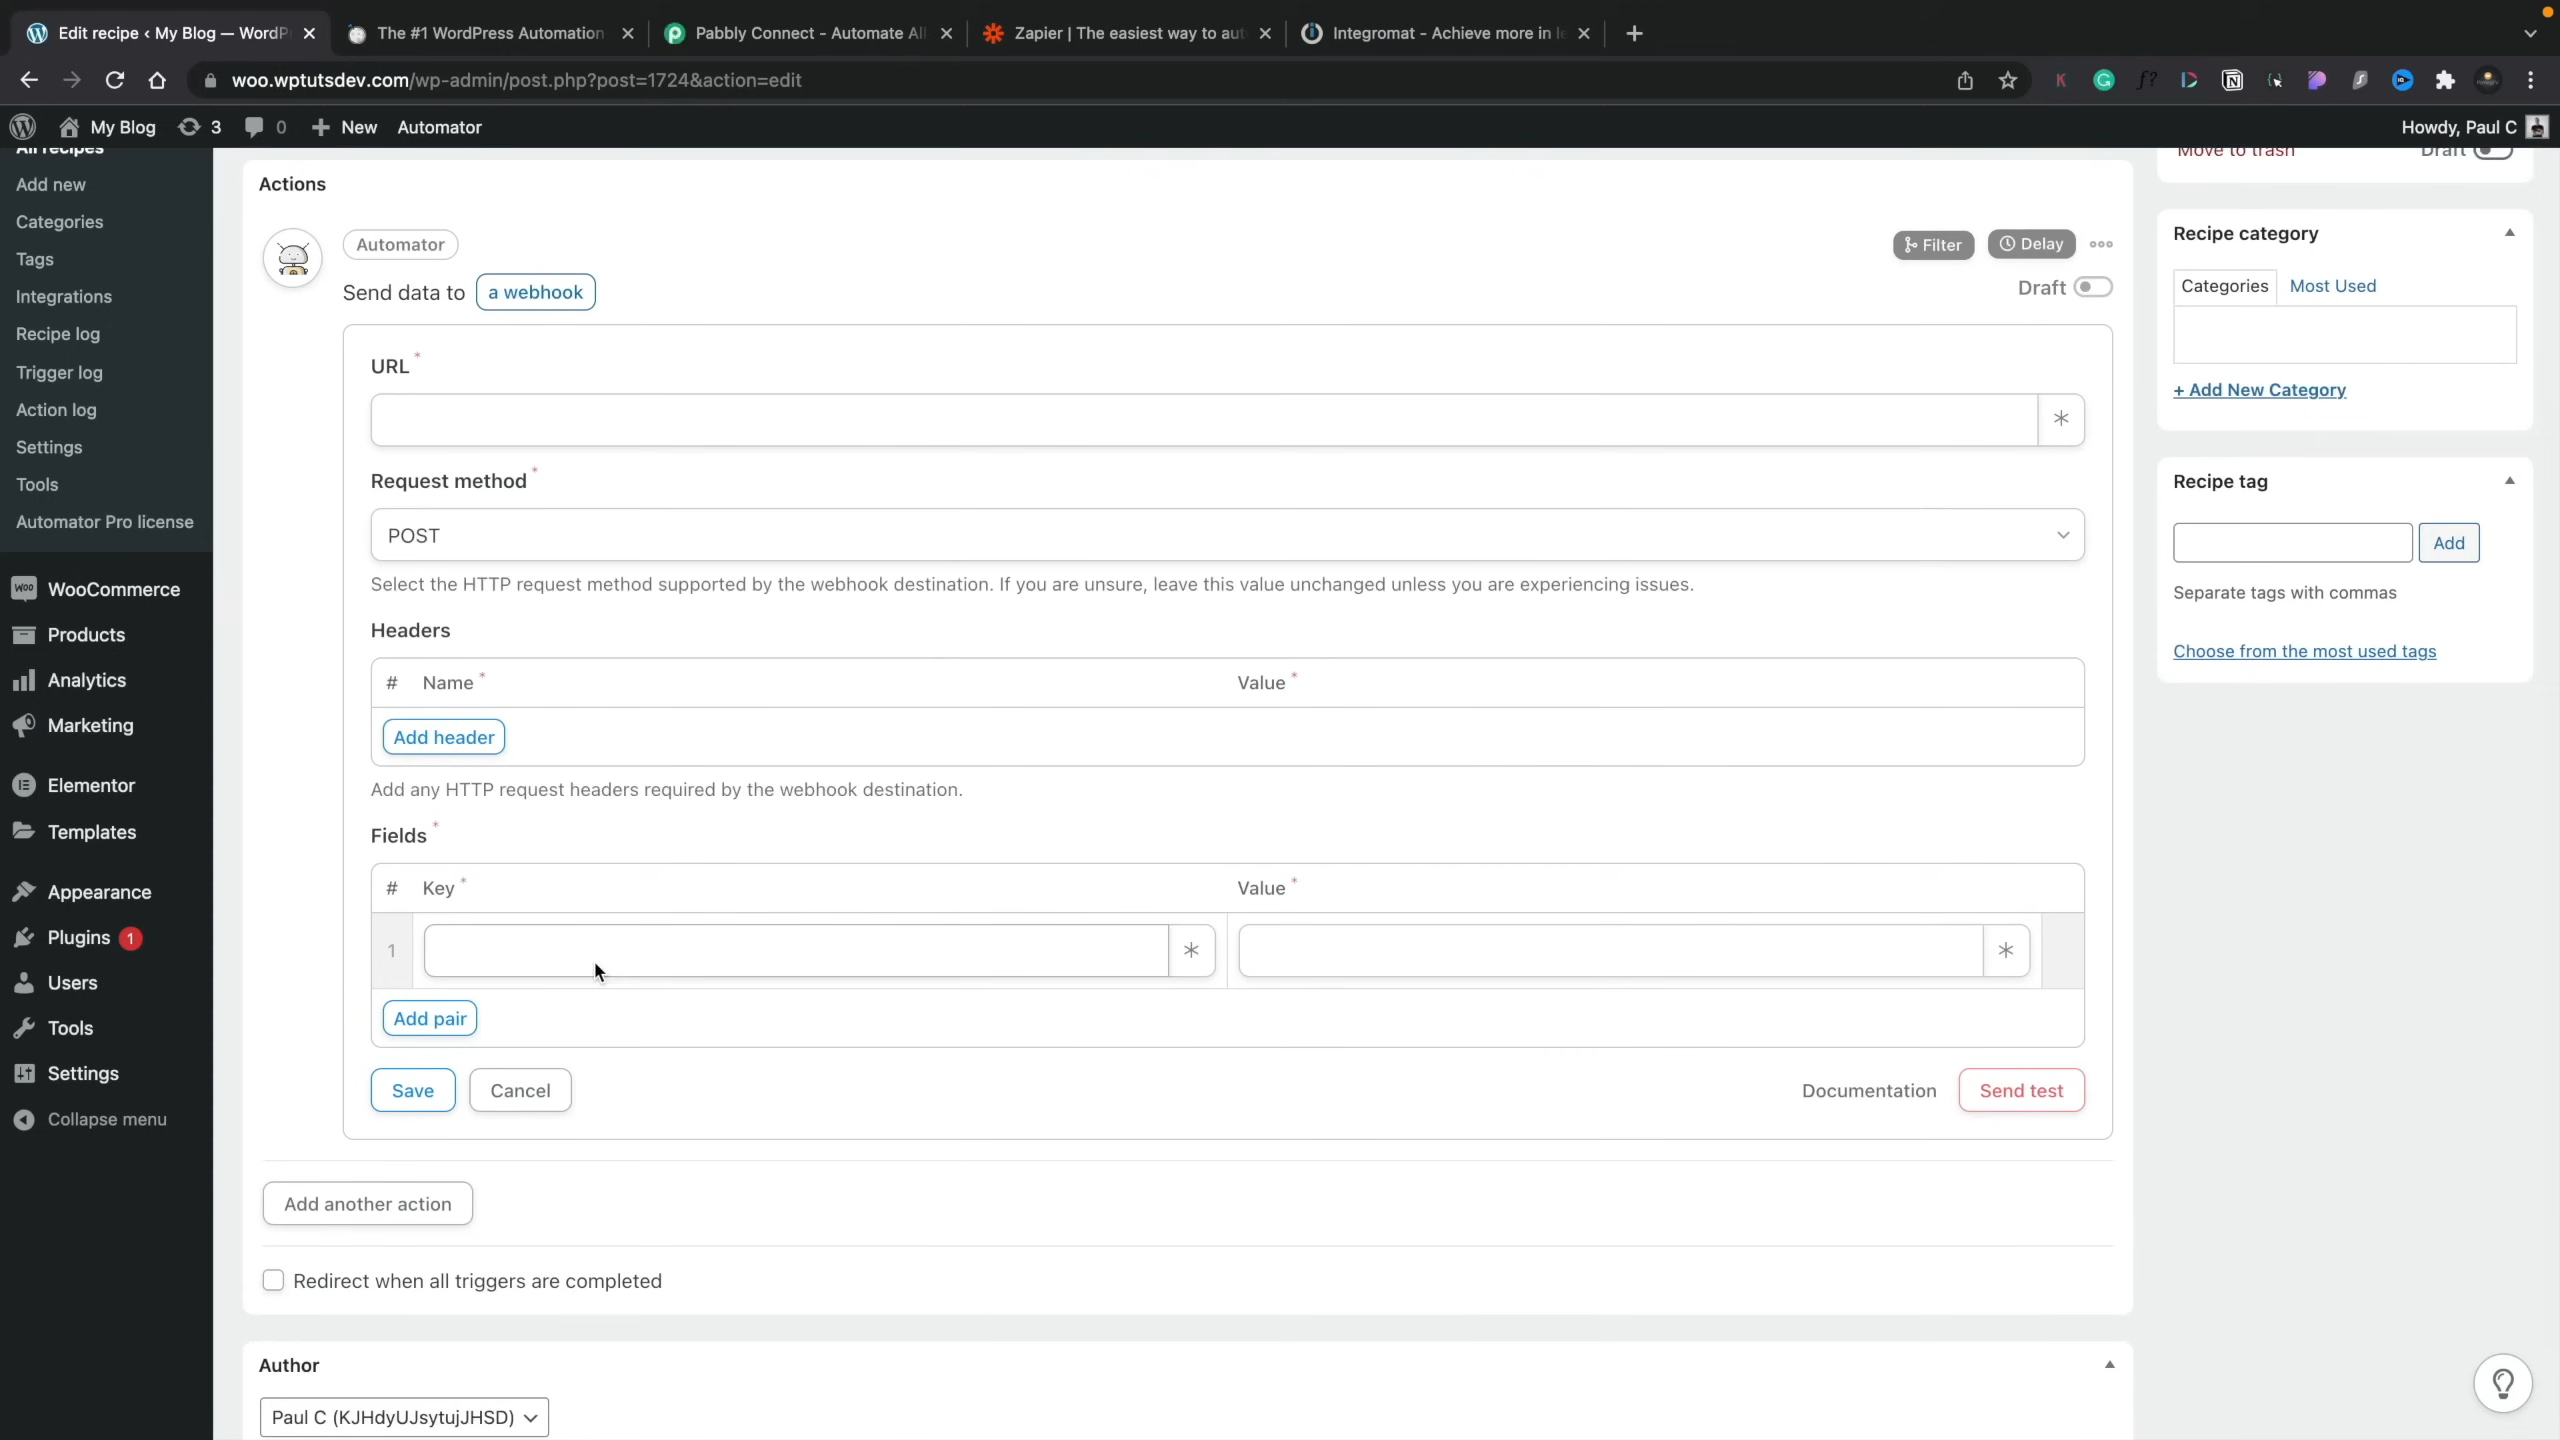 Edit recipe ‹ My Blog — WordP
The #1 WordPress Automation
Pabbly Connect - Automate All
Zapier | The easiest way to aut
Integromat - Achieve more in le
woo.wptutsdev.com/wp-admin/post.php?post=1724&action=edit
My Blog
3
0
New
Automator
Howdy, Paul C
All recipes
Add new
Categories
Tags
Integrations
Recipe log
Trigger log
Action log
Settings
Tools
Automator Pro license
WooCommerce
Products
Analytics
Marketing
Elementor
Templates
Appearance
Plugins 1
Users
Tools
Settings
Collapse menu
Actions
Automator
Filter
Delay
Send data to a webhook
Draft
URL *
Request method *
POST
Select the HTTP request method supported by the webhook destination. If you are unsure, leave this value unchanged unless you are experiencing issues.
Headers
# Name * Value *
Add header
Add any HTTP request headers required by the webhook destination.
Fields *
# Key * Value *
1
Add pair
Save
Cancel
Documentation
Send test
Add another action
Redirect when all triggers are completed
Author
Paul C (KJHdyUJsytujJHSD)
Move to trash
Draft
Recipe category
Categories
Most Used
+ Add New Category
Recipe tag
Add
Separate tags with commas
Choose from the most used tags